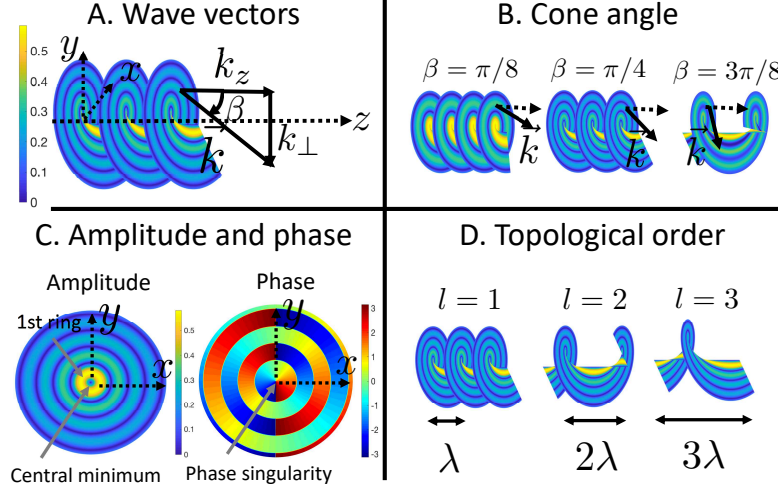 A. Wave vectors
0.5
0.4
0.3
0.2
0.1
0
y
x
z
k_z
β
k⃗
k_⊥
B. Cone angle
β = π/8
β = π/4
β = 3π/8
k⃗
k⃗
k⃗
C. Amplitude and phase
Amplitude
Phase
1st ring
y
x
0.5
0.4
0.3
0.2
0.1
0
y
x
3
2
1
0
-1
-2
-3
Central minimum
Phase singularity
D. Topological order
l = 1
l = 2
l = 3
λ
2λ
3λ